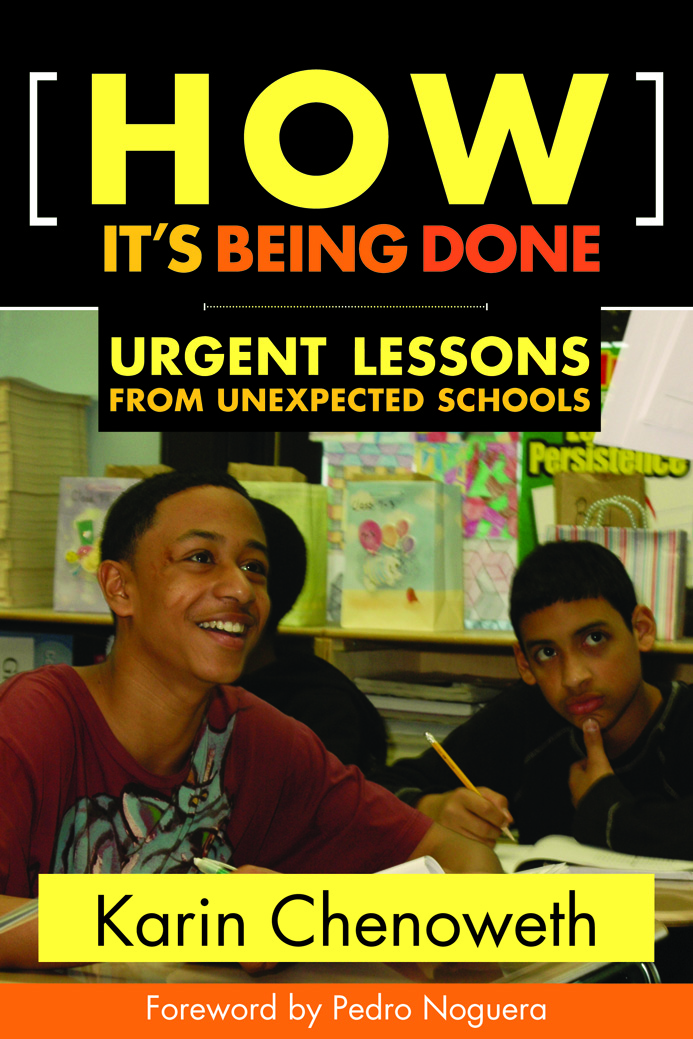 [HOW]
IT'S BEING DONE
URGENT LESSONS
FROM UNEXPECTED SCHOOLS
Persistence
Karin Chenoweth
Foreword by Pedro Noguera